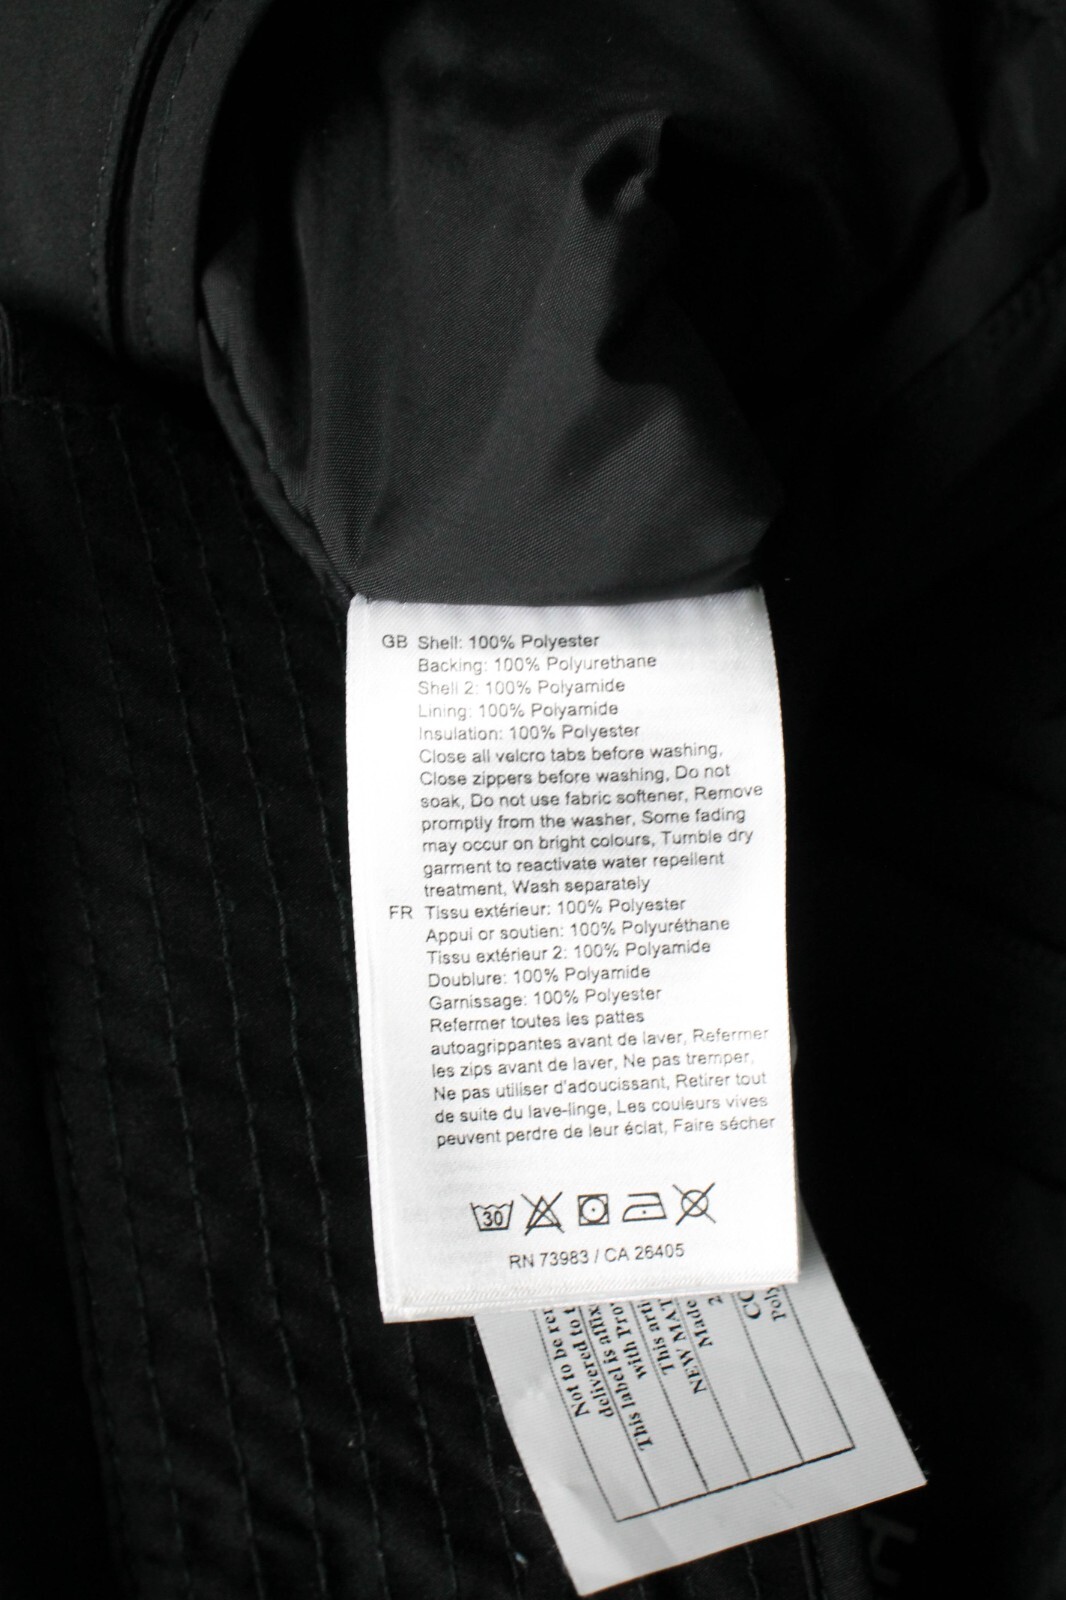 GB Shell: 100% Polyester
Backing: 100% Polyurethane
Shell 2: 100% Polyamide
Lining: 100% Polyamide
Insulation: 100% Polyester
Close all velcro tabs before washing,
Close zippers before washing, Do not
soak, Do not use fabric softener, Remove
promptly from the washer, Some fading
may occur on bright colours, Tumble dry
garment to reactivate water repellent
treatment, Wash separately
FR Tissu extérieur: 100% Polyester
Appui or soutien: 100% Polyuréthane
Tissu extérieur 2: 100% Polyamide
Doublure: 100% Polyamide
Garnissage: 100% Polyester
Refermer toutes les pattes
autoagrippantes avant de laver, Refermer
les zips avant de laver, Ne pas tremper,
Ne pas utiliser d'adoucissant, Retirer tout
de suite du lave-linge, Les couleurs vives
peuvent perdre de leur éclat, Faire sécher
30
RN 73983 / CA 26405
Not to be
delivered to
This label is
with
This
NEW
Made
2